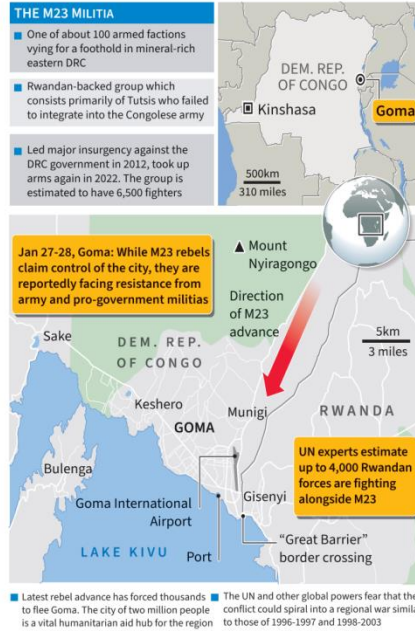 THE M23 MILITIA
One of about 100 armed factions
vying for a foothold in mineral-rich
eastern DRC
Rwandan-backed group which
consists primarily of Tutsis who failed
to integrate into the Congolese army
Led major insurgency against the
DRC government in 2012, took up
arms again in 2022. The group is
estimated to have 6,500 fighters
DEM. REP.
OF CONGO
Kinshasa
Goma
500km
310 miles
Jan 27-28, Goma: While M23 rebels
claim control of the city, they are
reportedly facing resistance from
army and pro-government militias
Mount
Nyiragongo
Direction
of M23
advance
5km
3 miles
Sake
DEM. REP.
OF CONGO
Keshero
Munigi
GOMA
RWANDA
UN experts estimate
up to 4,000 Rwandan
forces are fighting
alongside M23
Bulenga
Goma International
Airport
Gisenyi
LAKE KIVU
Port
“Great Barrier”
border crossing
Latest rebel advance has forced thousands
to flee Goma. The city of two million people
is a vital humanitarian aid hub for the region
The UN and other global powers fear that the
conflict could spiral into a regional war
to those of 1996-1997 and 1998-2003